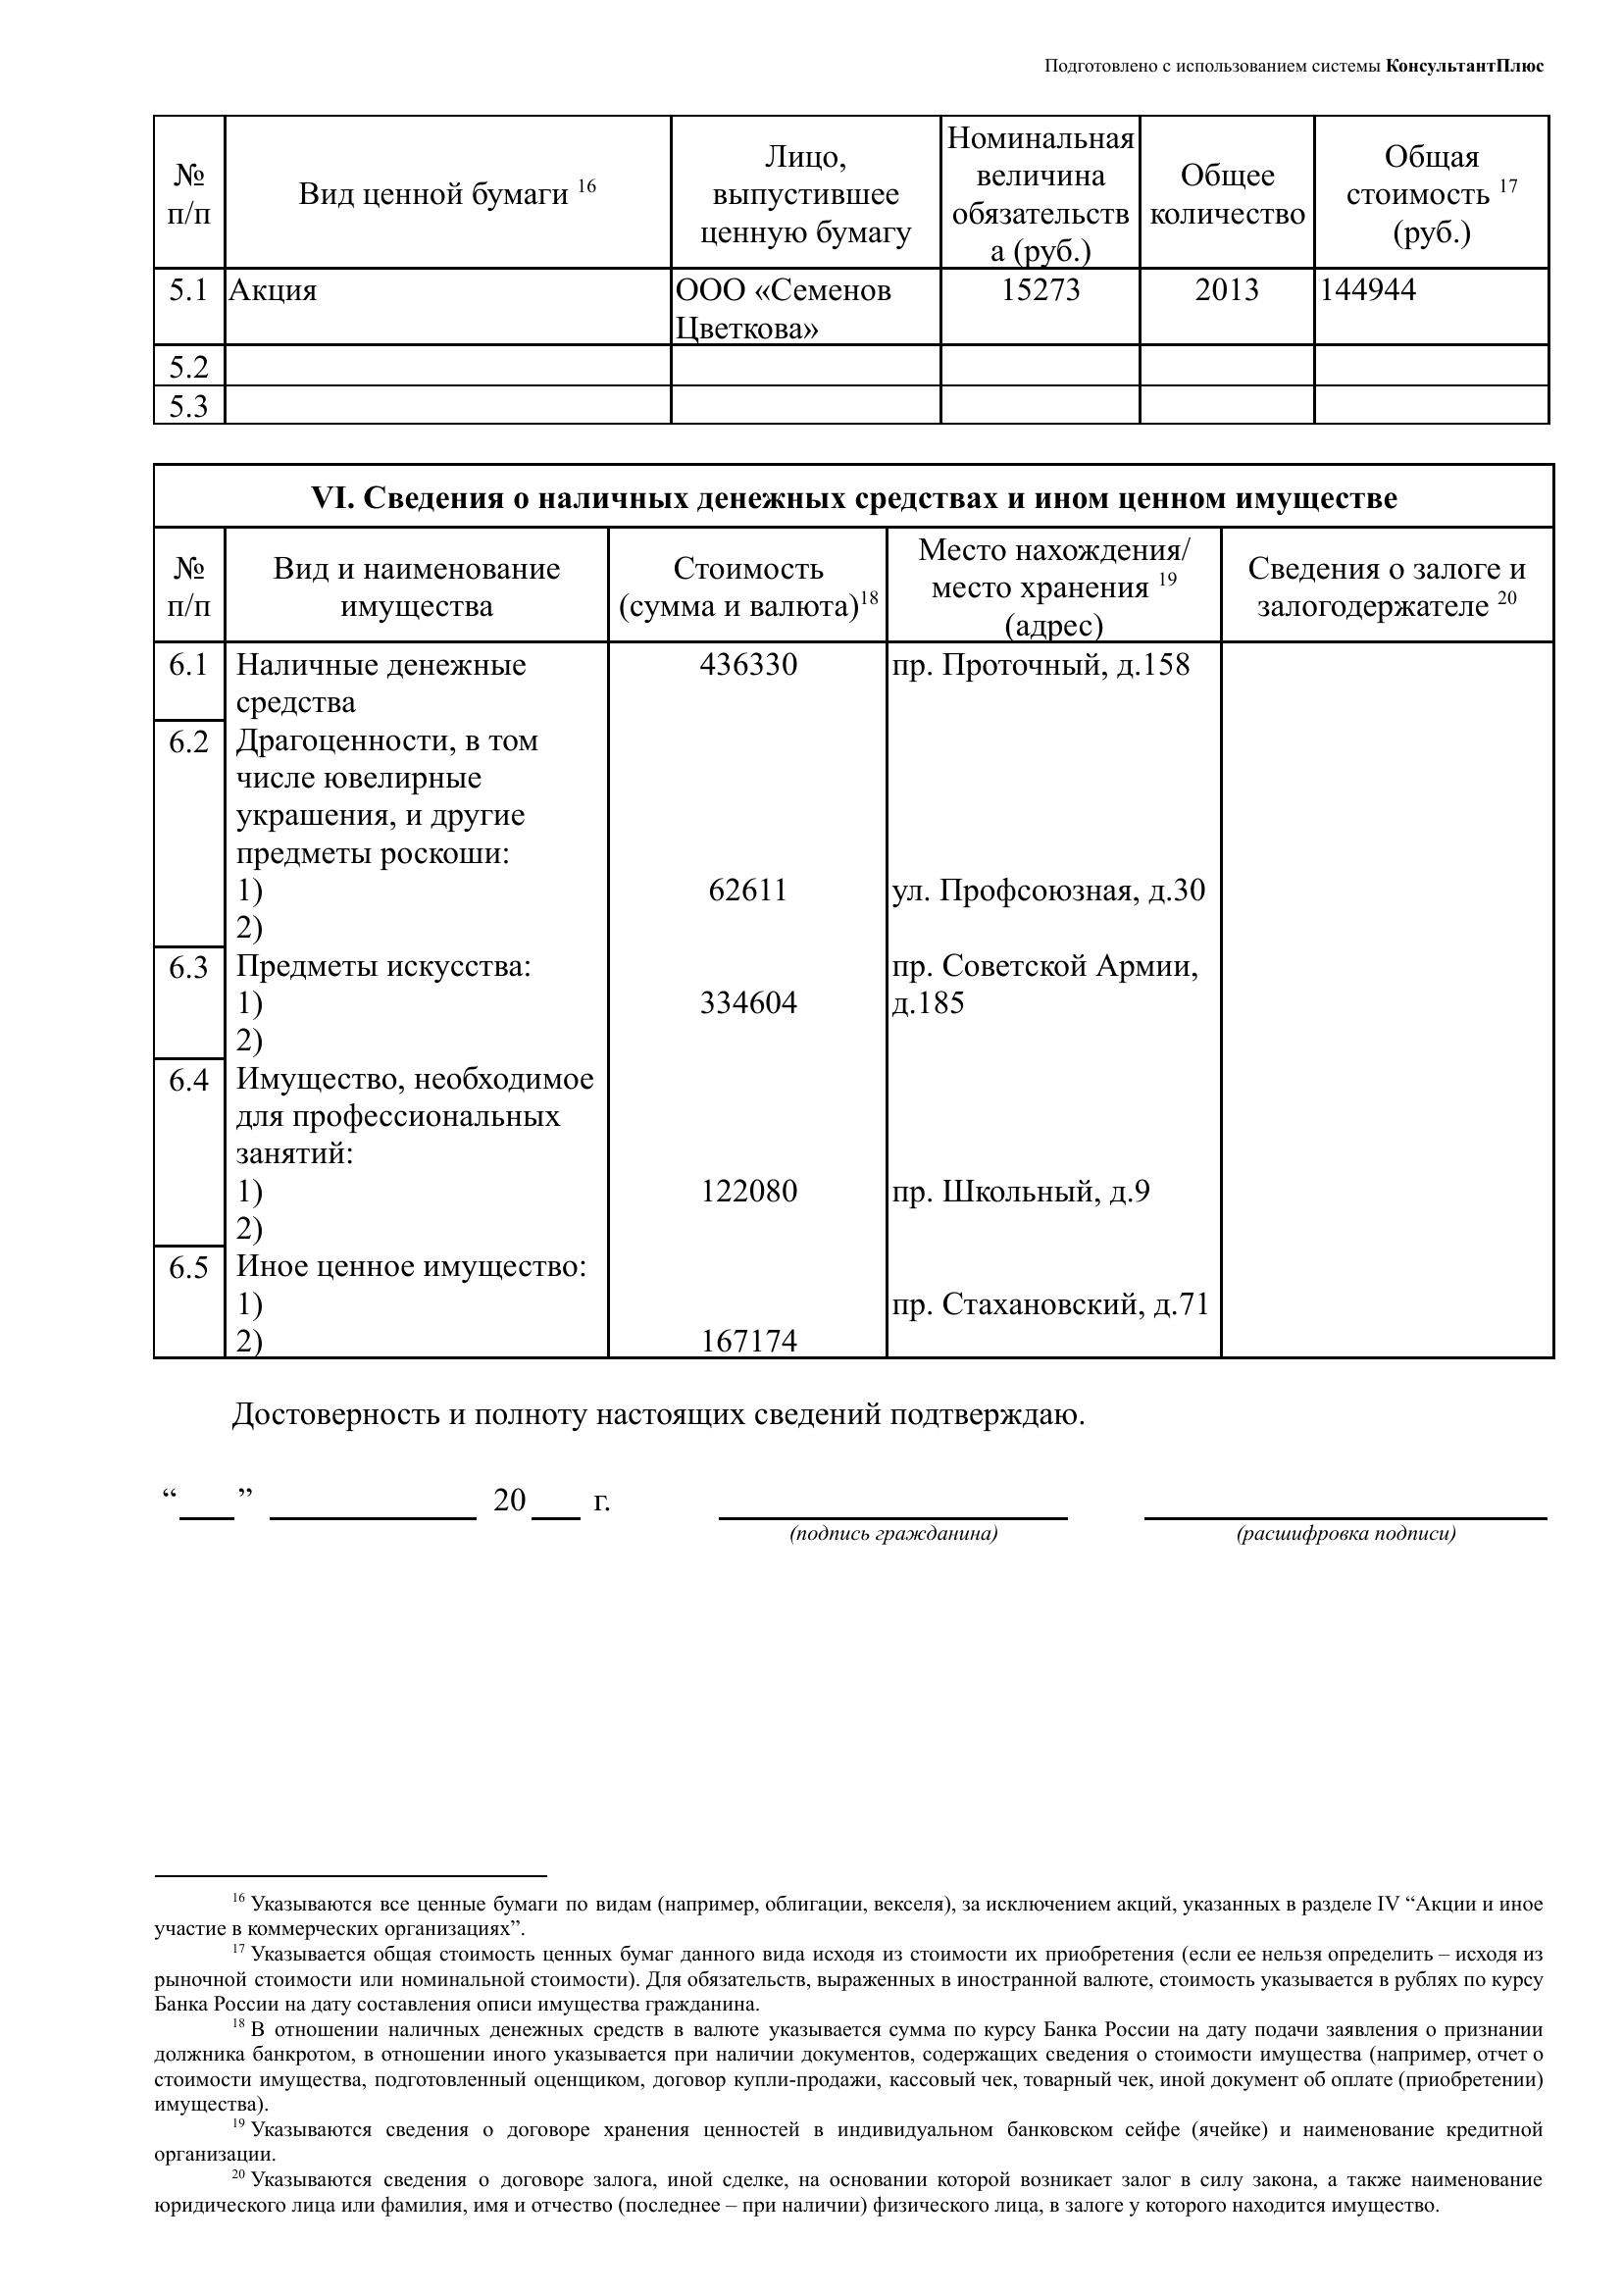 Подготовлено с использованием системы КонсультантПлюс
№ п/п
Вид ценной бумаги 16
Лицо,
выпустившее
ценную бумагу
Номинальная
величина
обязательств
а (руб.)
Общее
количество
Общая
стоимость 17
(руб.)
5.1 Акция ООО «Семенов 15273 2013 144944
Цветкова»
5.2
5.3
VI. Сведения о наличных денежных средствах и ином ценном имуществе
№
п/п
Вид и наименование
имущества
Стоимость
(сумма и валюта)18
Место нахождения/
место хранения 19
(адрес)
Сведения о залоге и
залогодержателе 20
6.1 Наличные денежные 436330 пр. Проточный, д.158
средства
6.2 Драгоценности, в том
числе ювелирные
украшения, и другие
предметы роскоши:
1) 62611 ул. Профсоюзная, д.30
2)
6.3 Предметы искусства: пр. Советской Армии,
1) 334604 д.185
2)
6.4 Имущество, необходимое
для профессиональных
занятий:
1) 122080 пр. Школьный, д.9
2)
6.5 Иное ценное имущество:
1) пр. Стахановский, д.71
2) 167174
Достоверность и полноту настоящих сведений подтверждаю.
“ ” 20 г.
(подпись гражданина) (расшифровка подписи)
16 Указываются все ценные бумаги по видам (например, облигации, векселя), за исключением акций, указанных в разделе IV “Акции и иное
участие в коммерческих организациях”.
17 Указывается общая стоимость ценных бумаг данного вида исходя из стоимости их приобретения (если ее нельзя определить – исходя из
рыночной стоимости или номинальной стоимости). Для обязательств, выраженных в иностранной валюте, стоимость указывается в рублях по курсу
Банка России на дату составления описи имущества гражданина.
18 В отношении наличных денежных средств в валюте указывается сумма по курсу Банка России на дату подачи заявления о признании
должника банкротом, в отношении иного указывается при наличии документов, содержащих сведения о стоимости имущества (например, отчет о
стоимости имущества, подготовленный оценщиком, договор купли-продажи, кассовый чек, товарный чек, иной документ об оплате (приобретении)
имущества).
19 Указываются сведения о договоре хранения ценностей в индивидуальном банковском сейфе (ячейке) и наименование кредитной
организации.
20 Указываются сведения о договоре залога, иной сделке, на основании которой возникает залог в силу закона, а также наименование
юридического лица или фамилия, имя и отчество (последнее – при наличии) физического лица, в залоге у которого находится имущество.